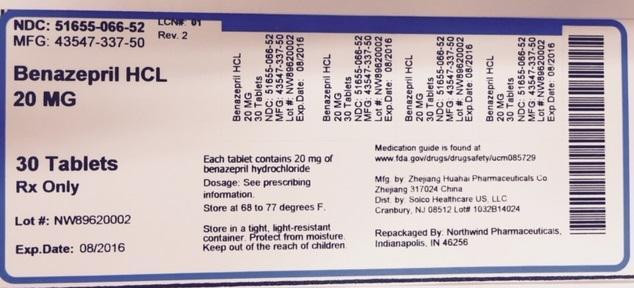 NDC: 51655-066-52
MFG: 43547-337-50
LCN#: 01
Rev. 2
Benazepril HCL
20 MG
30 Tablets
Rx Only
Lot #: NW89620002
Exp.Date: 08/2016
Benazepril HCL
20 MG
30 Tablets
NDC: 51655-066-52
MFG: 43547-337-50
Lot #: NW89620002
Exp.Date: 08/2016
Benazepril HCL
20 MG
30 Tablets
NDC: 51655-066-52
MFG: 43547-337-50
Lot #: NW89620002
Exp.Date: 08/2016
Benazepril HCL
20 MG
30 Tablets
NDC: 51655-066-52
MFG: 43547-337-50
Lot #: NW89620002
Exp.Date: 08/2016
Benazepril HCL
20 MG
30 Tablets
NDC: 51655-066-52
MFG: 43547-337-50
Lot #: NW89620002
Exp.Date: 08/2016
Each tablet contains 20 mg of
benazepril hydrochloride
Dosage: See prescribing
information.
Store at 68 to 77 degrees F.
Store in a tight, light-resistant
container. Protect from moisture.
Keep out of the reach of children.
Medication guide is found at
www.fda.gov/drugs/drugsafety/ucm085729
Mfg. by: Zhejiang Huahai Pharmaceuticals Co
Zhejiang 317024 China
Dist. by: Solco Healthcare US, LLC.
Cranbury, NJ 08512 Lot# 1032B14024
Repackaged By: Northwind Pharmaceuticals,
Indianapolis, IN 46256